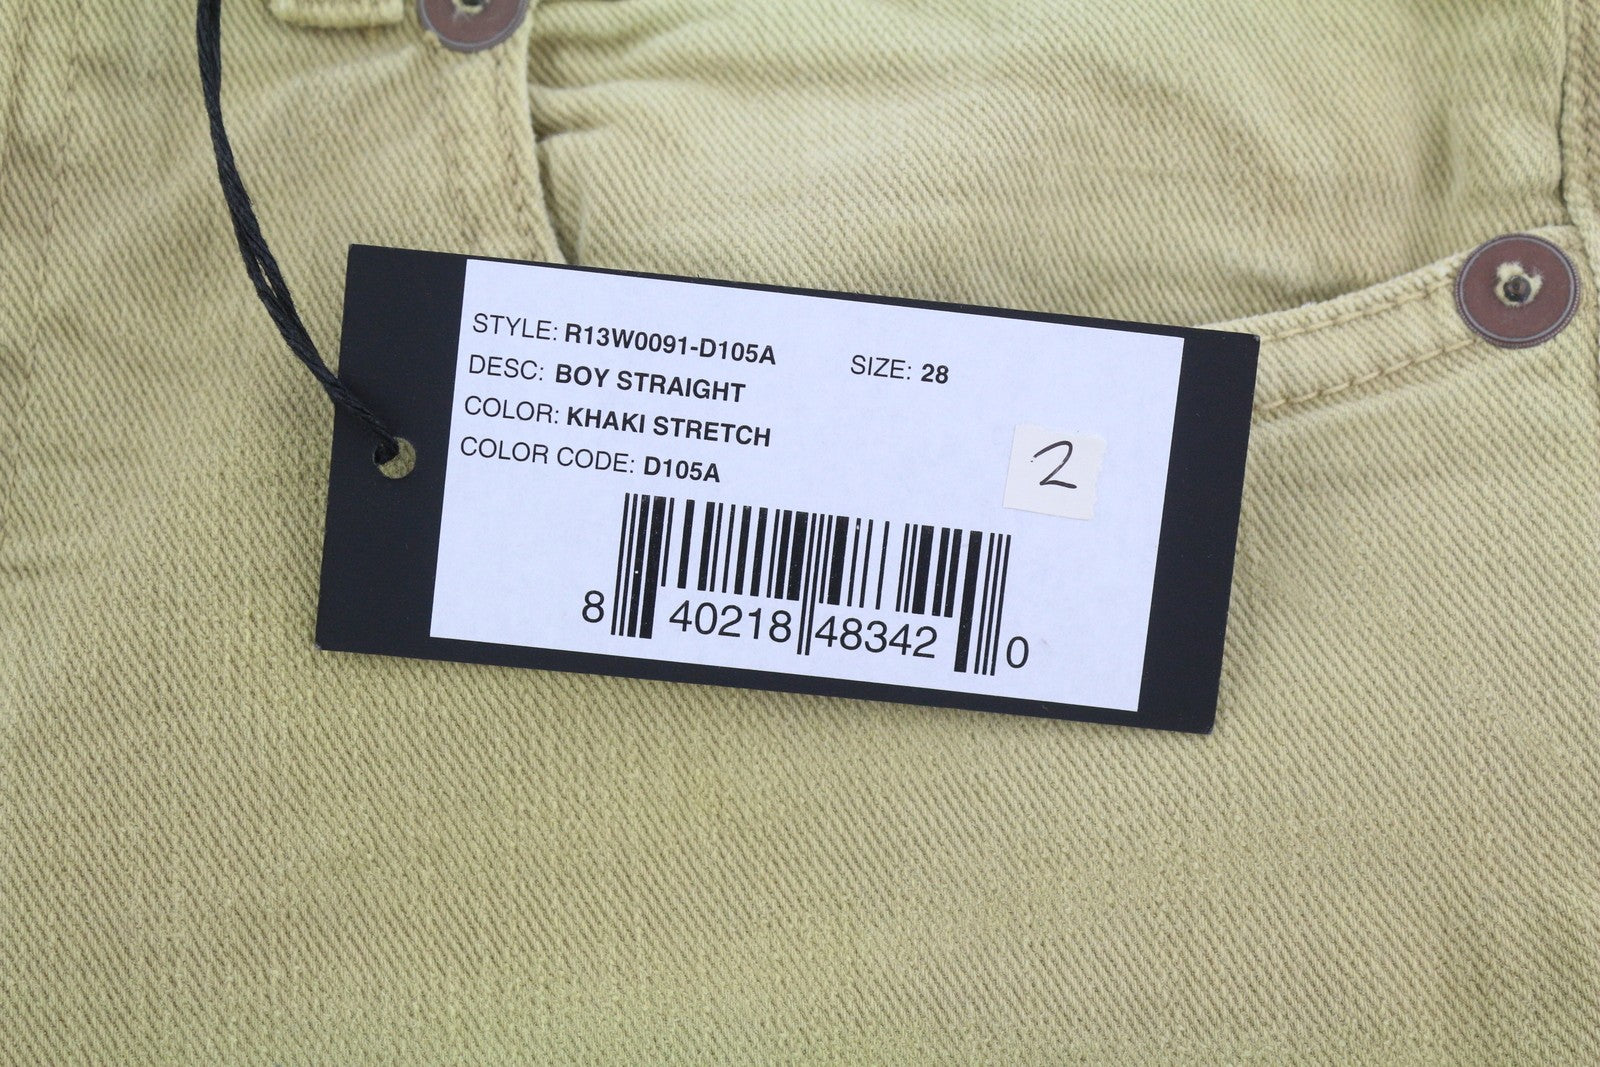 STYLE: R13W0091-D105A SIZE: 28
DESC: BOY STRAIGHT
COLOR: KHAKI STRETCH
COLOR CODE: D105A
2
8 40218 48342 0